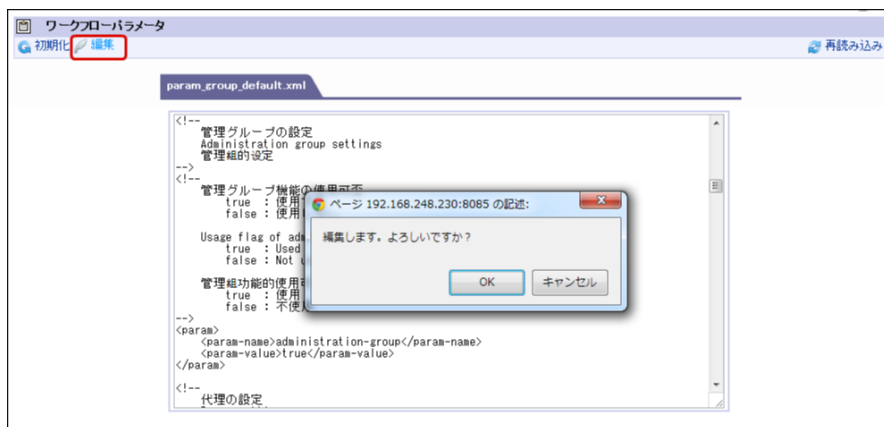 ワークフローパラメータ
初期化 編集 再読み込み
param_group_default.xml
<!--
管理グループの設定
Administration group settings
管理組的设定
-->
<!--
管理グループ機能の使用可否
true : 使用
false : 使用
Usage flag of adm
true : Used
false : Not u
管理組功能的使用可
true : 使用
false : 不使用
-->
<param>
<param-name>administration-group</param-name>
<param-value>true</param-value>
</param>
<!--
代理の設定
ページ 192.168.248.230:8085 の記述:
編集します。よろしいですか？
OK キャンセル